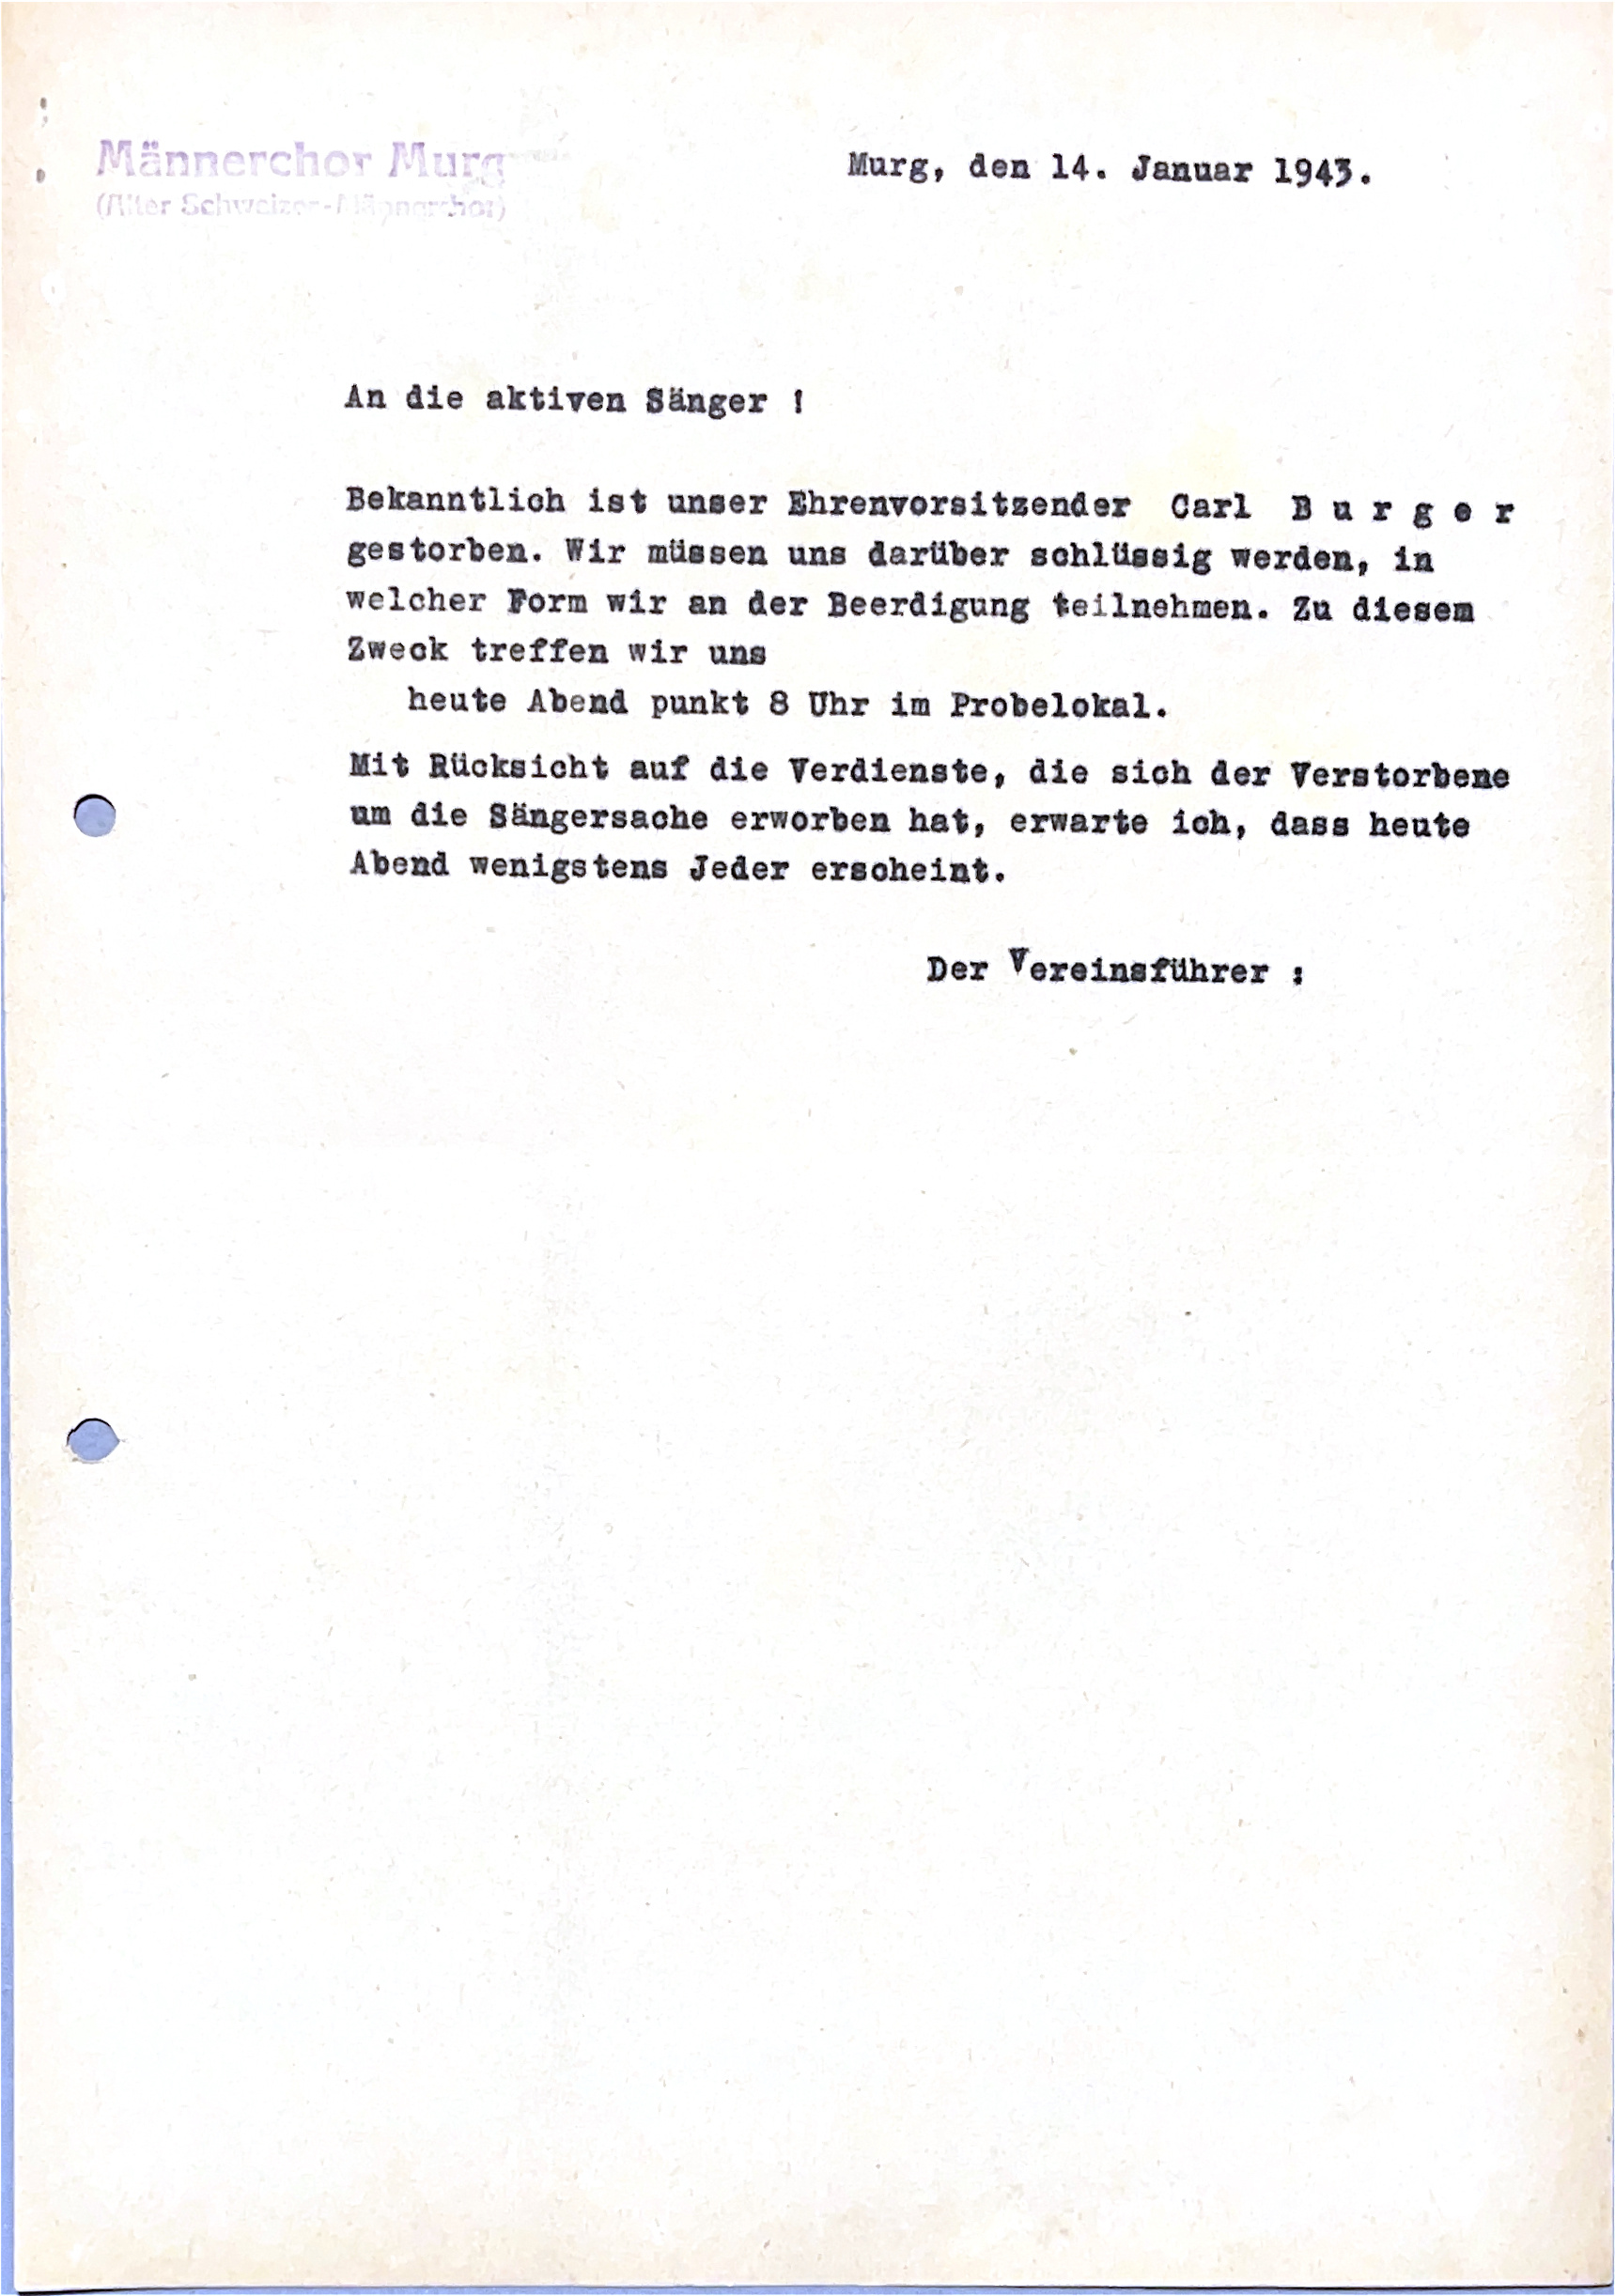 Männerchor Murg
(Alter Schweizer-Männerchor)
Murg, den 14. Januar 1943.
An die aktiven Sänger !
Bekanntlich ist unser Ehrenvorsitzender Carl B u r g e r
gestorben. Wir müssen uns darüber schlüssig werden, in
welcher Form wir an der Beerdigung teilnehmen. Zu diesem
Zweck treffen wir uns
heute Abend punkt 8 Uhr im Probelokal.
Mit Rücksicht auf die Verdienste, die sich der Verstorbene
um die Sängersache erworben hat, erwarte ich, dass heute
Abend wenigstens Jeder erscheint.
Der Vereinsführer :